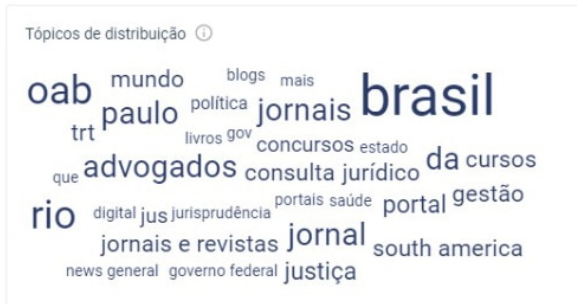 Tópicos de distribuição
oab mundo blogs mais brasil
trt paulo política jornais
livros gov concursos estado
que advogados consulta jurídico da cursos
rio digital jus jurisprudência portais saúde portal gestão
jornais e revistas jornal south america
news general governo federal justiça